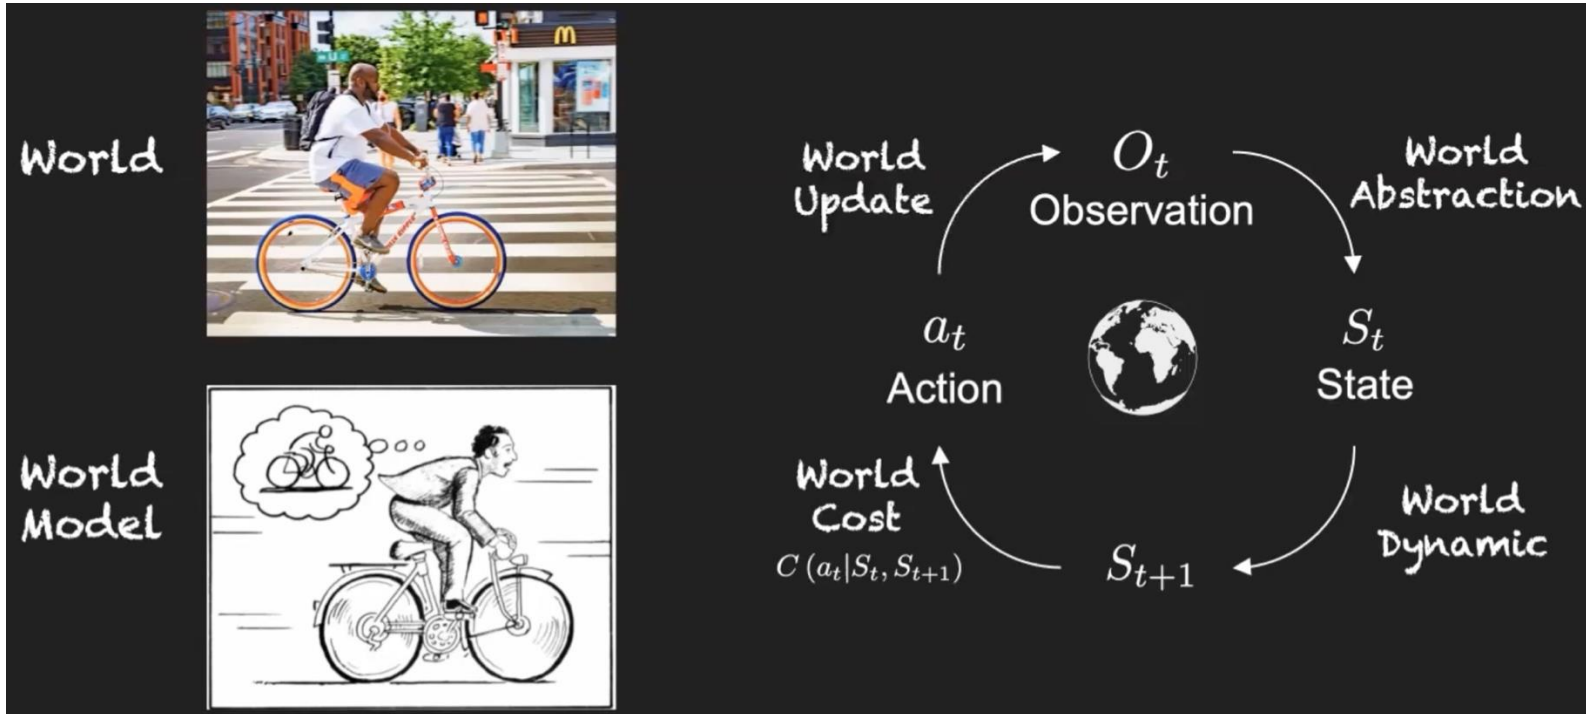 World
U
World
Model
World
Update
O_t
Observation
World
Abstraction
a_t
Action
S_t
State
World
Cost
C (a_t|S_t, S_{t+1})
S_{t+1}
World
Dynamic